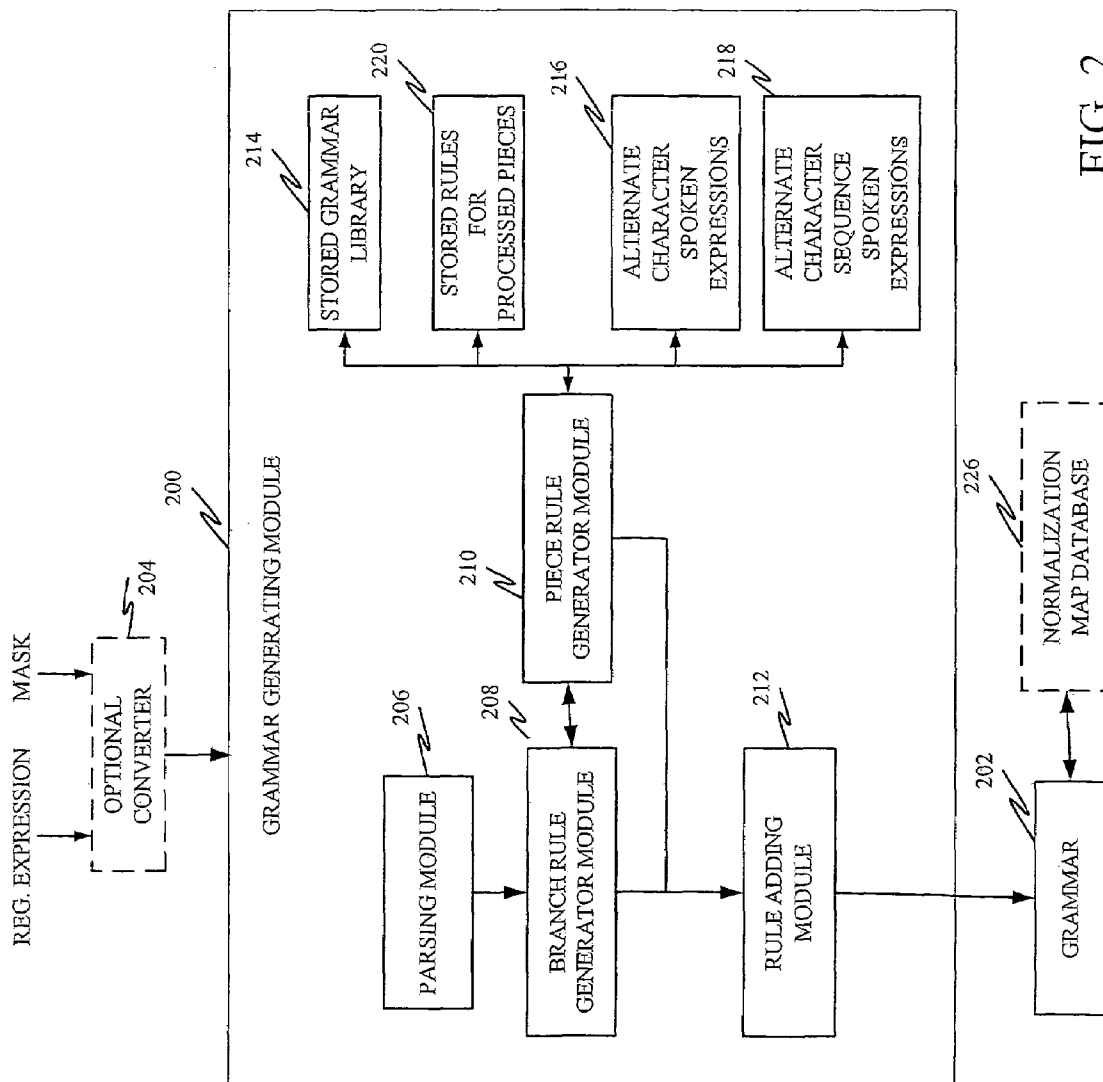 REG. EXPRESSION
MASK
OPTIONAL
CONVERTER
204
200
GRAMMAR GENERATING MODULE
PARSING MODULE
206
BRANCH RULE
GENERATOR MODULE
208
PIECE RULE
GENERATOR MODULE
210
RULE ADDING
MODULE
212
STORED GRAMMAR
LIBRARY
214
STORED RULES
FOR
PROCESSED PIECES
220
ALTERNATE
CHARACTER
SPOKEN
EXPRESSIONS
216
ALTERNATE
CHARACTER
SEQUENCE
SPOKEN
EXPRESSIONS
218
GRAMMAR
202
NORMALIZATION
MAP DATABASE
226
FIG. 2